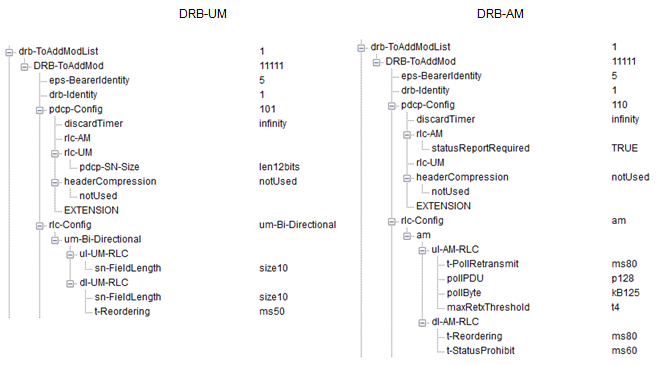 DRB-UM
drb-ToAddModList 1
DRB-ToAddMod 11111
eps-BearerIdentity 5
drb-Identity 1
pdcp-Config 101
discardTimer infinity
rlc-AM
rlc-UM
pdcp-SN-Size len12bits
headerCompression notUsed
notUsed
EXTENSION
rlc-Config um-Bi-Directional
um-Bi-Directional
ul-UM-RLC
sn-FieldLength size10
dl-UM-RLC
sn-FieldLength size10
t-Reordering ms50
DRB-AM
drb-ToAddModList 1
DRB-ToAddMod 11111
eps-BearerIdentity 5
drb-Identity 1
pdcp-Config 110
discardTimer infinity
rlc-AM
statusReportRequired TRUE
rlc-UM
headerCompression notUsed
notUsed
EXTENSION
rlc-Config am
am
ul-AM-RLC
t-PollRetransmit ms80
pollPDU p128
pollByte kB125
maxRetxThreshold t4
dl-AM-RLC
t-Reordering ms80
t-StatusProhibit ms60